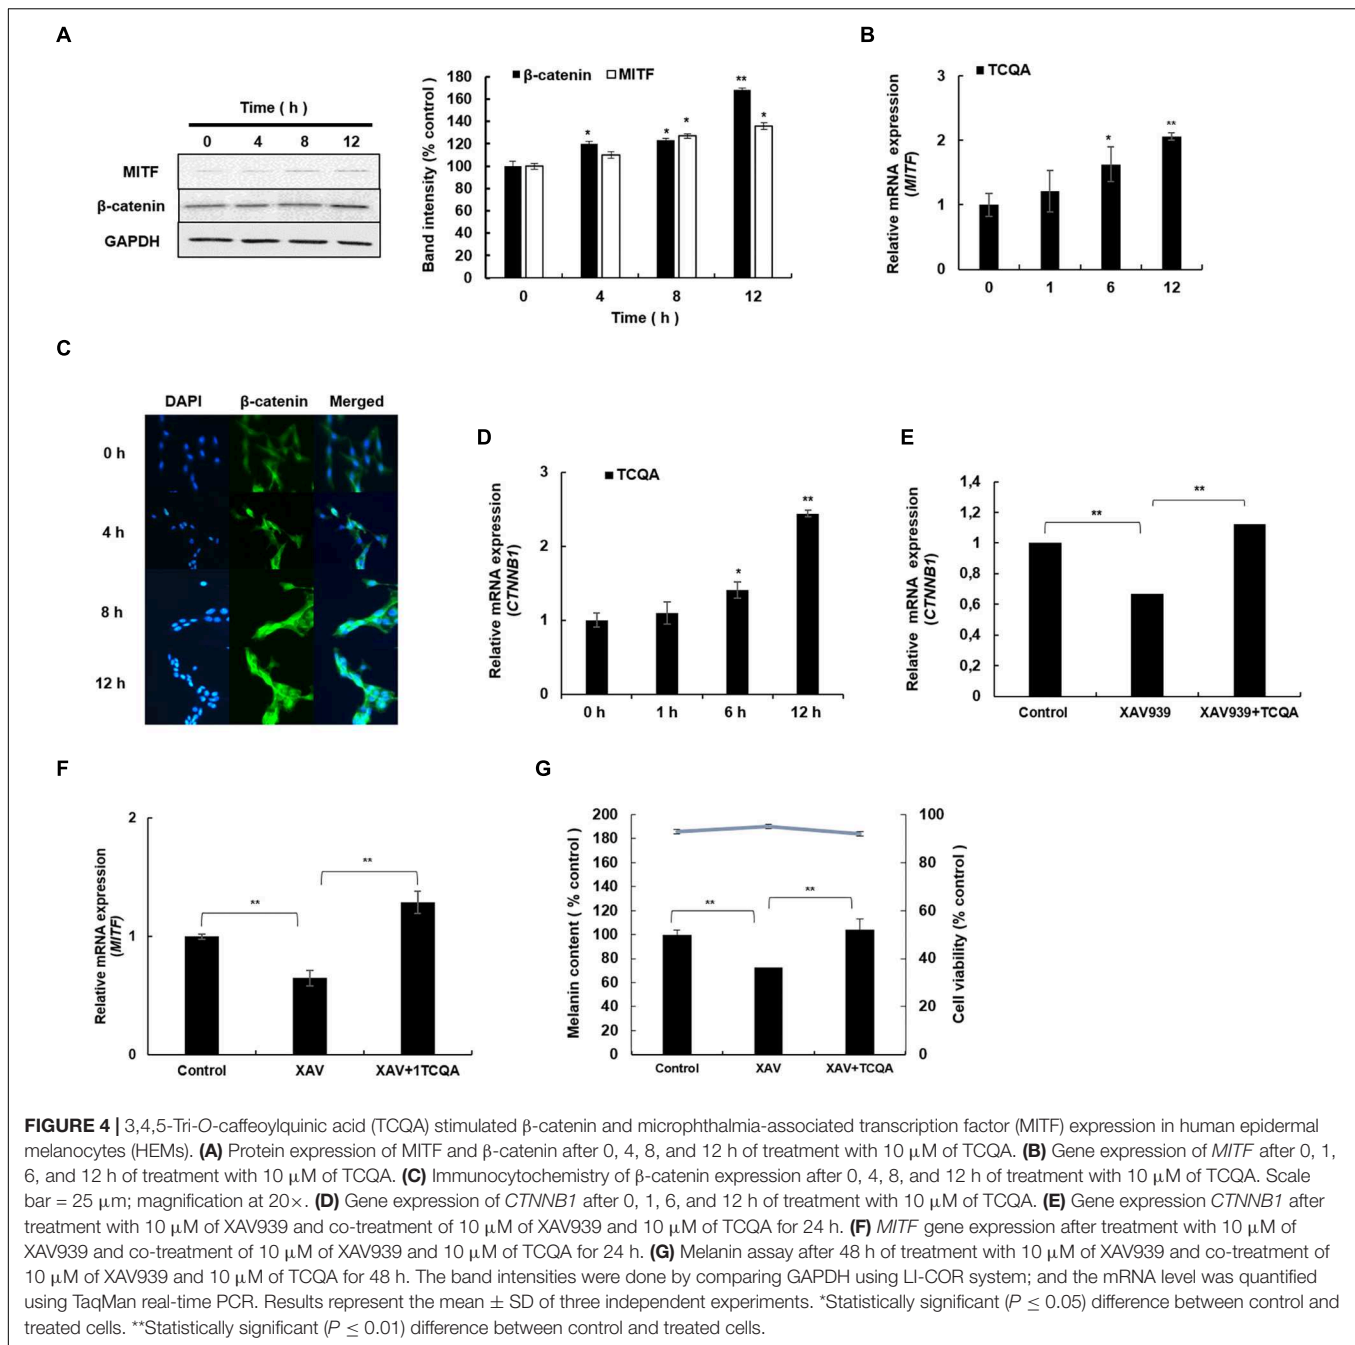 A
Time ( h )
0 4 8 12
MITF
β-catenin
GAPDH
β-catenin MITF
Band intensity (% control )
180
160
140
120
100
80
60
40
20
0
* * * ** *
0 4 8 12
Time ( h )
B
TCQA
Relative mRNA expression
(MITF)
3
2
1
0
* **
0 1 6 12
C
DAPI β-catenin Merged
0 h
4 h
8 h
12 h
D
TCQA
Relative mRNA expression
(CTNNB1)
3
2
1
0
* **
0 h 1 h 6 h 12 h
E
Relative mRNA expression
(CTNNB1)
1,4
1,2
1
0,8
0,6
0,4
0,2
0
** **
Control XAV939 XAV939+TCQA
F
Relative mRNA expression
(MITF)
2
1
0
** **
Control XAV XAV+1TCQA
G
Melanin content ( % control )
200
180
160
140
120
100
80
60
40
20
0
** **
Control XAV XAV+TCQA
100
80
60
40
20
0
Cell viability (% control )
FIGURE 4 | 3,4,5-Tri-O-caffeoylquinic acid (TCQA) stimulated β-catenin and microphthalmia-associated transcription factor (MITF) expression in human epidermal
melanocytes (HEMs). (A) Protein expression of MITF and β-catenin after 0, 4, 8, and 12 h of treatment with 10 μM of TCQA. (B) Gene expression of MITF after 0, 1,
6, and 12 h of treatment with 10 μM of TCQA. (C) Immunocytochemistry of β-catenin expression after 0, 4, 8, and 12 h of treatment with 10 μM of TCQA. Scale
bar = 25 μm; magnification at 20×. (D) Gene expression of CTNNB1 after 0, 1, 6, and 12 h of treatment with 10 μM of TCQA. (E) Gene expression CTNNB1 after
treatment with 10 μM of XAV939 and co-treatment of 10 μM of XAV939 and 10 μM of TCQA for 24 h. (F) MITF gene expression after treatment with 10 μM of
XAV939 and co-treatment of 10 μM of XAV939 and 10 μM of TCQA for 24 h. (G) Melanin assay after 48 h of treatment with 10 μM of XAV939 and co-treatment of
10 μM of XAV939 and 10 μM of TCQA for 48 h. The band intensities were done by comparing GAPDH using LI-COR system; and the mRNA level was quantified
using TaqMan real-time PCR. Results represent the mean ± SD of three independent experiments. *Statistically significant (P ≤ 0.05) difference between control and
treated cells. **Statistically significant (P ≤ 0.01) difference between control and treated cells.